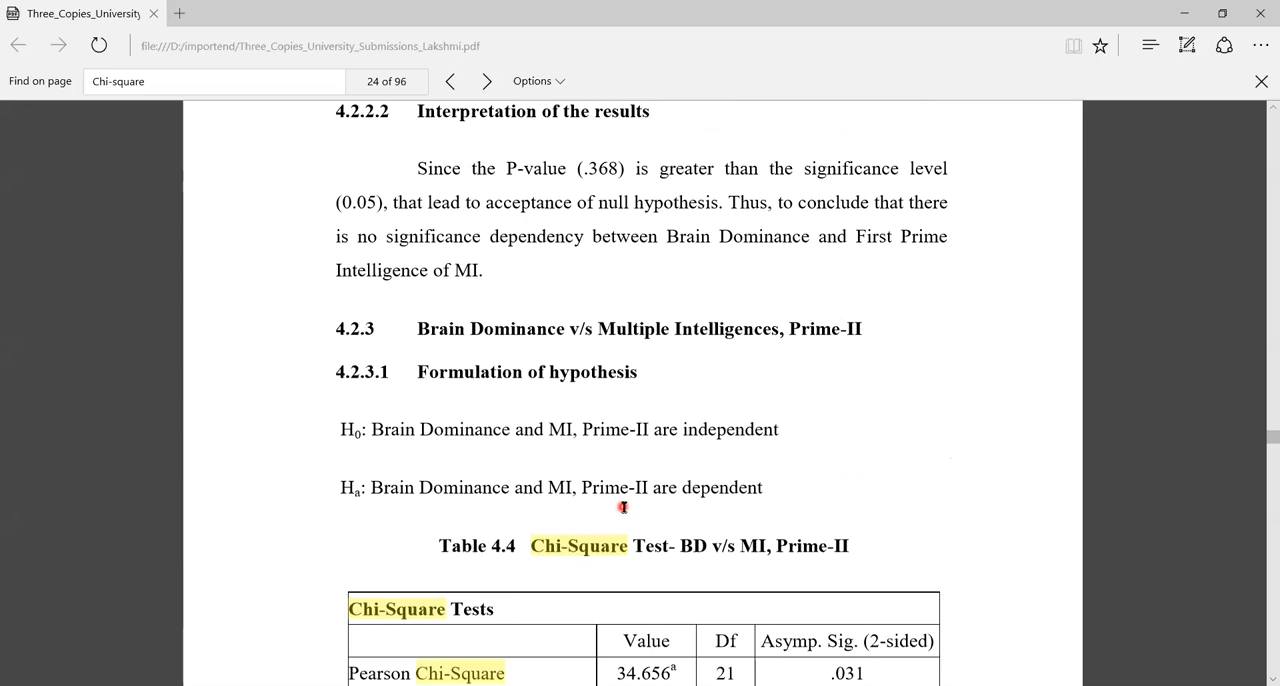 Three_Copies_University
file:///D:/importend/Three_Copies_University_Submissions_Lakshmi.pdf
Find on page Chi-square 24 of 96 Options
4.2.2.2 Interpretation of the results
Since the P-value (.368) is greater than the significance level
(0.05), that lead to acceptance of null hypothesis. Thus, to conclude that there
is no significance dependency between Brain Dominance and First Prime
Intelligence of MI.
4.2.3 Brain Dominance v/s Multiple Intelligences, Prime-II
4.2.3.1 Formulation of hypothesis
H0: Brain Dominance and MI, Prime-II are independent
Ha: Brain Dominance and MI, Prime-II are dependent
Table 4.4 Chi-Square Test- BD v/s MI, Prime-II
Chi-Square Tests
Value Df Asymp. Sig. (2-sided)
Pearson Chi-Square 34.656a 21 .031